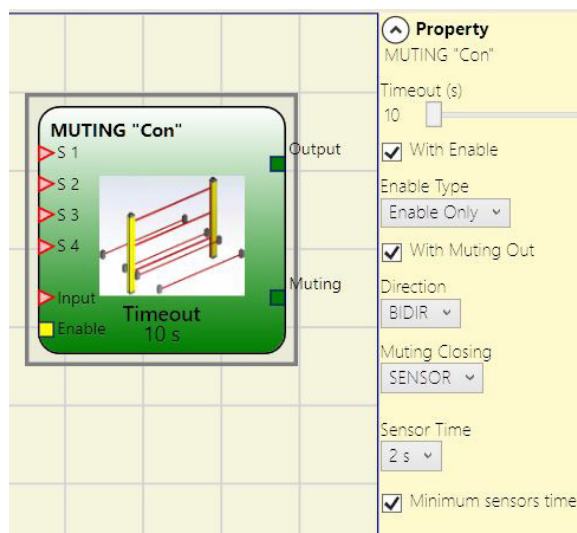 MUTING "Con"
S 1
S 2
S 3
S 4
Input
Enable
Output
Muting
Timeout
10 s
Property
MUTING "Con"
Timeout (s)
10
With Enable
Enable Type
Enable Only
With Muting Out
Direction
BIDIR
Muting Closing
SENSOR
Sensor Time
2 s
Minimum sensors time